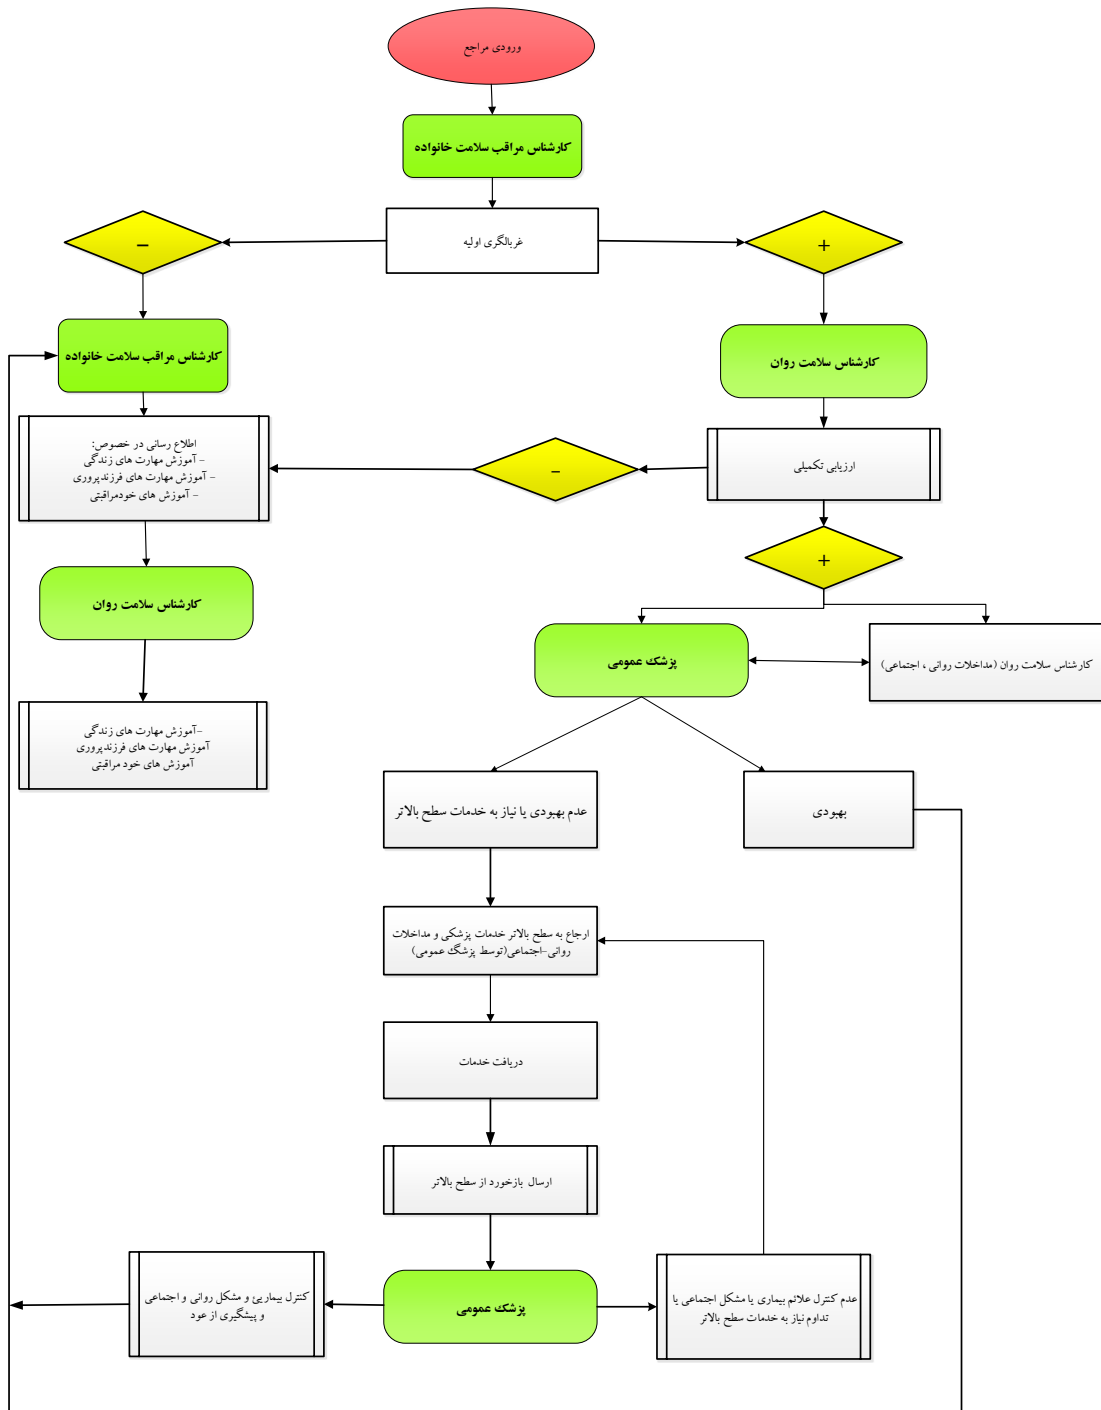 ورودی مراجع
کارشناس مراقب سلامت خانواده
غربالگری اولیه
–
+
کارشناس مراقب سلامت خانواده
کارشناس سلامت روان
اطلاع رسانی در خصوص:
– آموزش مهارت های زندگی
– آموزش مهارت های فرزندپروری
– آموزش های خودمراقبتی
–
ارزیابی تکمیلی
+
کارشناس سلامت روان
پزشک عمومی
کارشناس سلامت روان (مداخلات روانی ، اجتماعی)
–آموزش مهارت های زندگی
آموزش مهارت های فرزندپروری
آموزش های خود مراقبتی
عدم بهبودی یا نیاز به خدمات سطح بالاتر
بهبودی
ارجاع به سطح بالاتر خدمات پزشکی و مداخلات
روانی–اجتماعی(توسط پزشگ عمومی)
دریافت خدمات
ارسال بازخورد از سطح بالاتر
کنترل بیماریئ و مشکل روانی و اجتماعی
و پیشگیری از عود
پزشک عمومی
عدم کنترل علائم بیماری یا مشکل اجتماعی یا
تداوم نیاز به خدمات سطح بالاتر